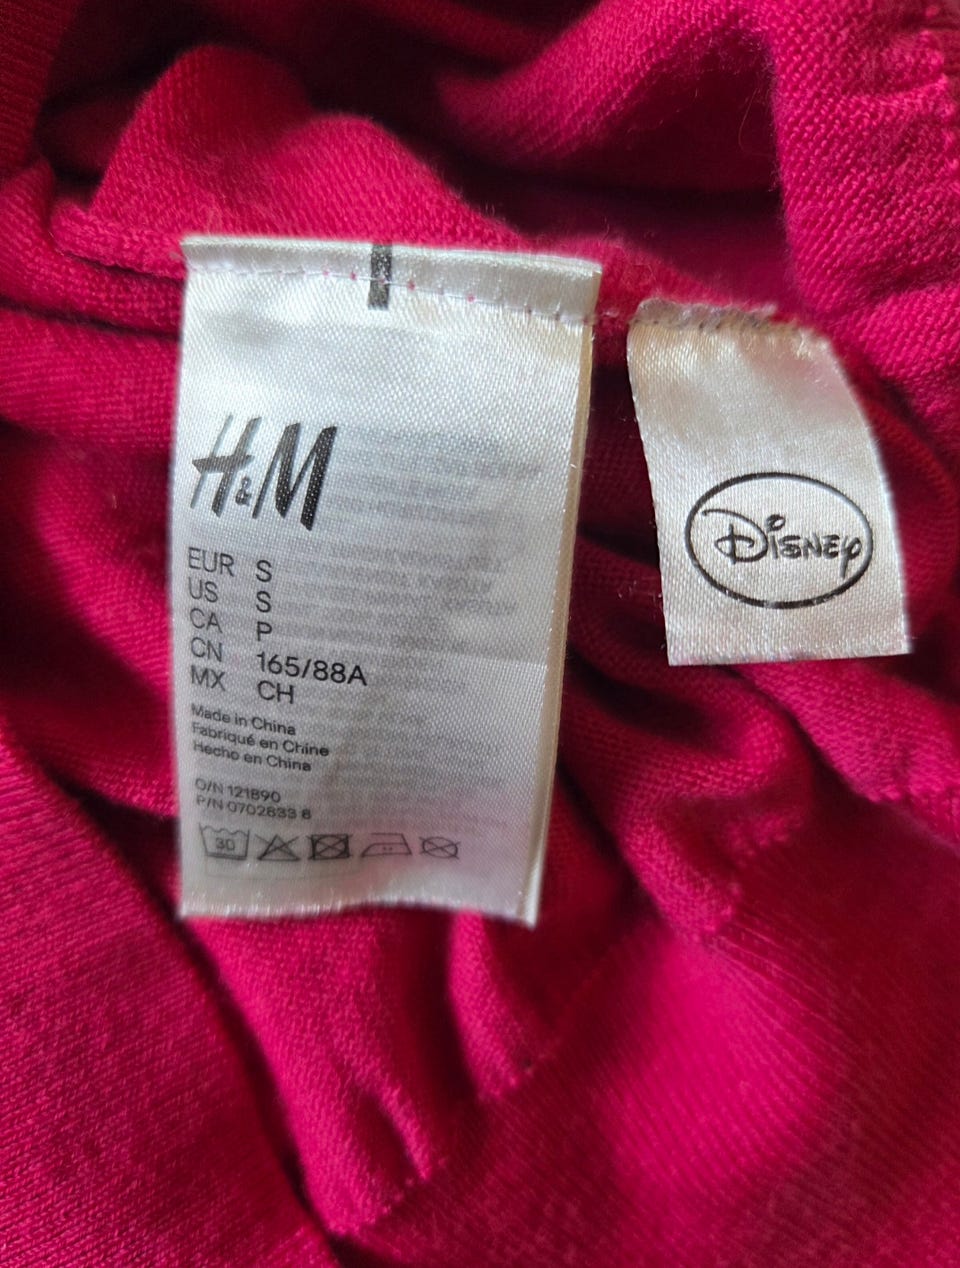 H&M
EUR S
US S
CA P
CN 165/88A
MX CH
Made in China
Fabriqué en Chine
Hecho en China
O/N 121890
P/N 0702833 8
30
Disney